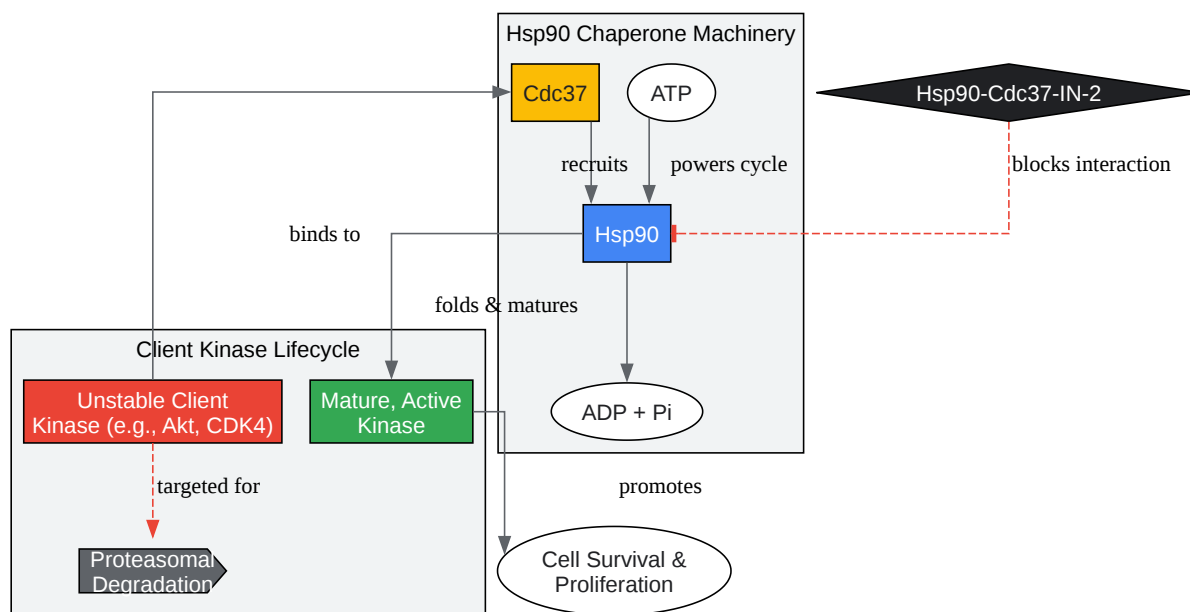 Hsp90 Chaperone Machinery
Cdc37
ATP
Hsp90-Cdc37-IN-2
recruits
powers cycle
blocks interaction
binds to
Hsp90
folds & matures
Client Kinase Lifecycle
Unstable Client
Kinase (e.g., Akt, CDK4)
Mature, Active
Kinase
ADP + Pi
targeted for
promotes
Proteasomal
Degradation
Cell Survival &
Proliferation